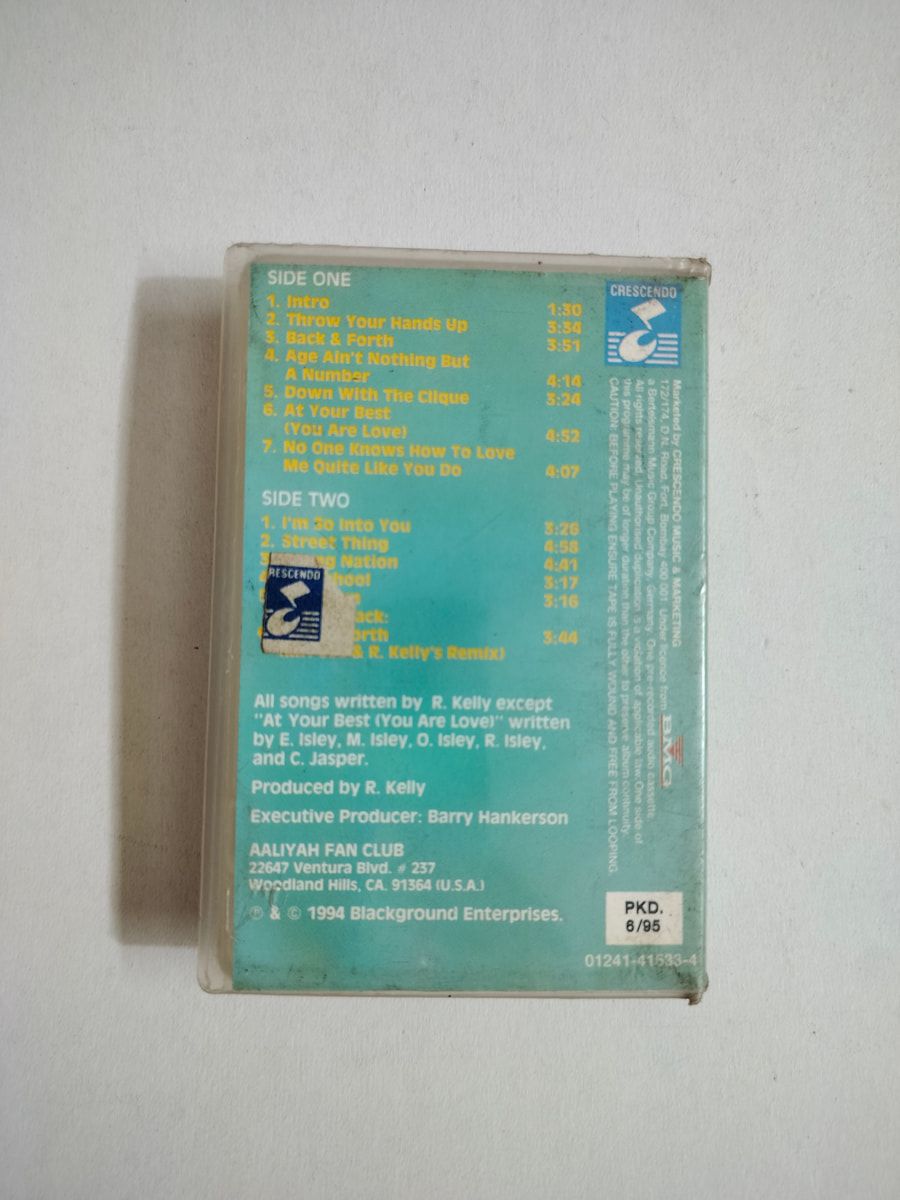 SIDE ONE
1. Intro 1:30
2. Throw Your Hands Up 3:34
3. Back & Forth 3:51
4. Age Ain't Nothing But
A Number 4:14
5. Down With The Clique 3:24
6. At Your Best
(You Are Love) 4:52
7. No One Knows How To Love
Me Quite Like You Do 4:07
SIDE TWO
1. I'm So Into You 3:26
2. Street Thing 4:58
3. Nation 4:41
3:17
3:16
3:44
& R. Kelly's Remix)
CRESCENDO
All songs written by R. Kelly except
"At Your Best (You Are Love)" written
by E. Isley, M. Isley, O. Isley, R. Isley,
and C. Jasper.
Produced by R. Kelly
Executive Producer: Barry Hankerson
AALIYAH FAN CLUB
22647 Ventura Blvd. # 237
Woodland Hills, CA. 91364 (U.S.A.)
℗ & © 1994 Blackground Enterprises.
CRESCENDO
Marketed by CRESCENDO MUSIC & MARKETING
172/174, D.N. Road, Fort, Bombay 400 001. Under licence from BMG
a Bertelsmann Music Group Company, Germany. One pre-recorded audio cassette.
All rights reserved. Unauthorised duplication is a violation of applicable law. One side of
this programme may be of longer duration than the other to preserve album continuity.
CAUTION: BEFORE PLAYING ENSURE TAPE IS FULLY WOUND AND FREE FROM LOOPING.
PKD.
6/95
01241-41533-4